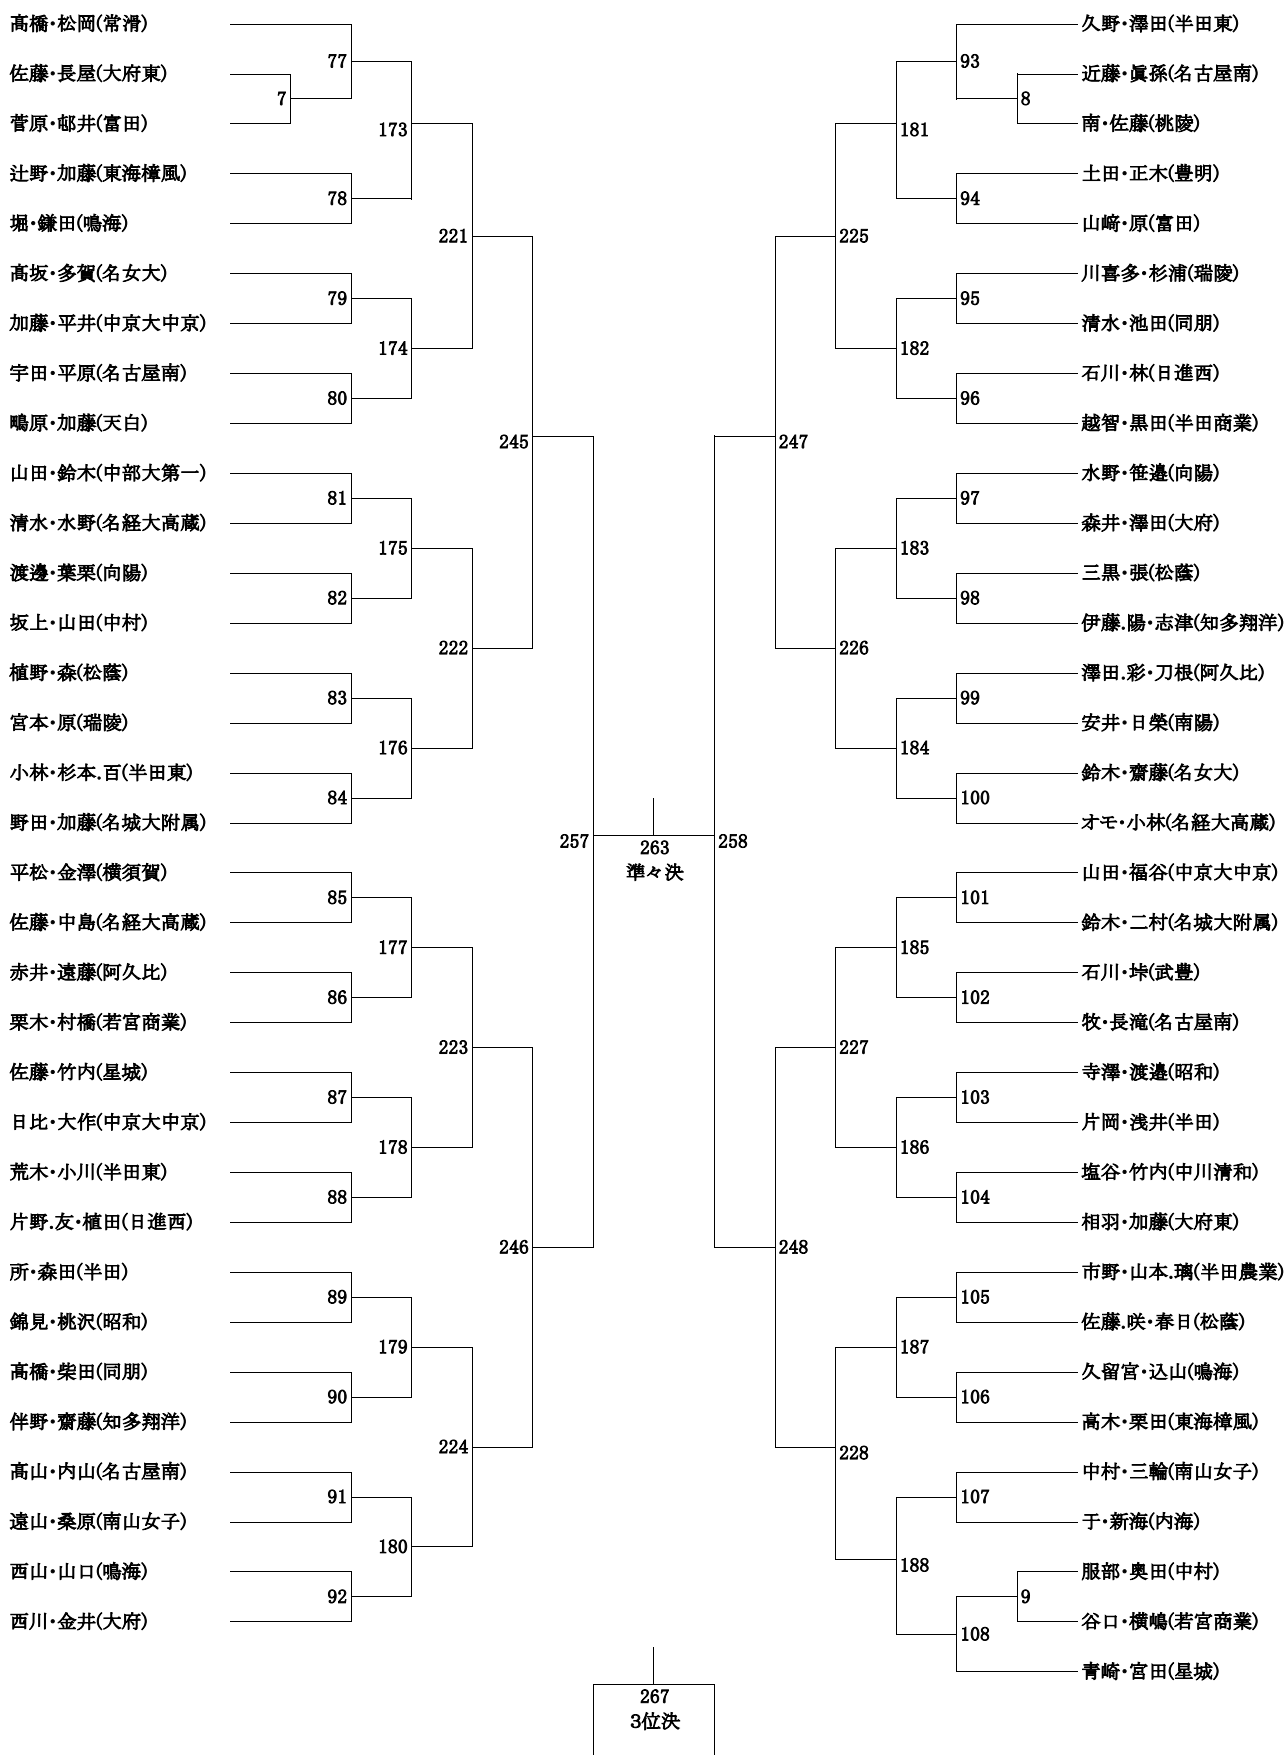 髙橋・松岡(常滑)
佐藤・長屋(大府東)
菅原・邸井(富田)
辻野・加藤(東海樟風)
堀・鎌田(鳴海)
髙坂・多賀(名女大)
加藤・平井(中京大中京)
宇田・平原(名古屋南)
鴫原・加藤(天白)
山田・鈴木(中部大第一)
清水・水野(名経大高蔵)
渡邊・葉栗(向陽)
坂上・山田(中村)
植野・森(松蔭)
宮本・原(瑞陵)
小林・杉本.百(半田東)
野田・加藤(名城大附属)
平松・金澤(横須賀)
佐藤・中島(名経大高蔵)
赤井・遠藤(阿久比)
栗木・村橋(若宮商業)
佐藤・竹内(星城)
日比・大作(中京大中京)
荒木・小川(半田東)
片野.友・植田(日進西)
所・森田(半田)
錦見・桃沢(昭和)
髙橋・柴田(同朋)
伴野・齋藤(知多翔洋)
髙山・内山(名古屋南)
遠山・桑原(南山女子)
西山・山口(鳴海)
西川・金井(大府)
7
77
78
79
80
81
82
83
84
85
86
87
88
89
90
91
92
173
174
175
176
177
178
179
180
221
222
223
224
245
246
257
263
準々決
258
267
3位決
247
248
225
226
227
228
181
182
183
184
185
186
187
188
93
94
95
96
97
98
99
100
101
102
103
104
105
106
107
108
8
9
久野・澤田(半田東)
近藤・眞孫(名古屋南)
南・佐藤(桃陵)
土田・正木(豊明)
山﨑・原(富田)
川喜多・杉浦(瑞陵)
清水・池田(同朋)
石川・林(日進西)
越智・黒田(半田商業)
水野・笹邉(向陽)
森井・澤田(大府)
三黒・張(松蔭)
伊藤.陽・志津(知多翔洋)
澤田.彩・刀根(阿久比)
安井・日榮(南陽)
鈴木・齋藤(名女大)
オモ・小林(名経大高蔵)
山田・福谷(中京大中京)
鈴木・二村(名城大附属)
石川・垰(武豊)
牧・長滝(名古屋南)
寺澤・渡邉(昭和)
片岡・浅井(半田)
塩谷・竹内(中川清和)
相羽・加藤(大府東)
市野・山本.璃(半田農業)
佐藤.咲・春日(松蔭)
久留宮・込山(鳴海)
高木・栗田(東海樟風)
中村・三輪(南山女子)
于・新海(内海)
服部・奥田(中村)
谷口・横嶋(若宮商業)
青崎・宮田(星城)